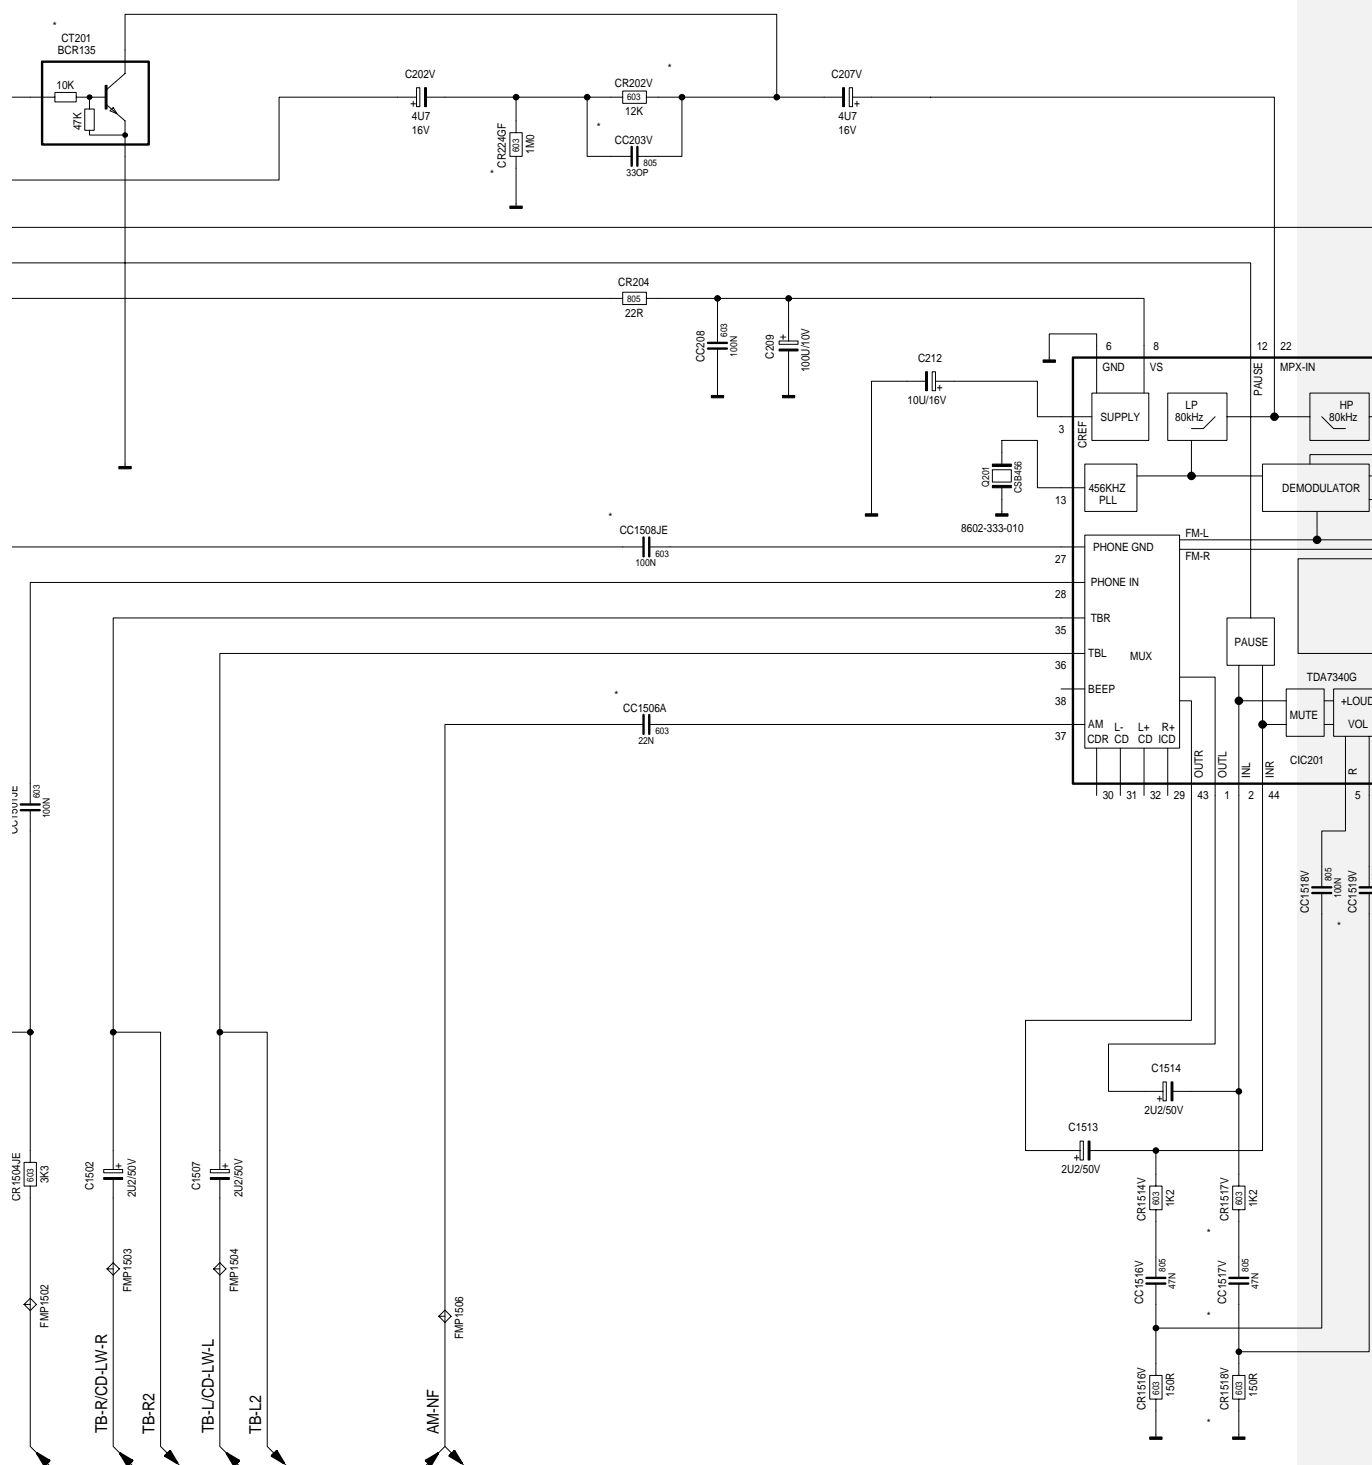 *
CT201
BCR135
10K
47K
C202V
+
4U7
16V
*
CR202V
603
12K
*
CC203V
805
33OP
CR224GF
603
1M0
*
C207V
+
4U7
16V
CR204
805
22R
CC208
603
100N
C209
+
100U/10V
C212
+
10U/16V
6
8
12
22
GND
VS
PAUSE
MPX-IN
3
CREF
SUPPLY
LP
80kHz
HP
80kHz
Q201
CSB456
8602-333-010
13
456KHZ
PLL
DEMODULATOR
*
CC1508JE
603
100N
27
PHONE GND
FM-L
FM-R
28
PHONE IN
35
TBR
36
TBL
MUX
38
BEEP
37
AM
CDR
L-
CD
L+
CD
R+
ICD
PAUSE
TDA7340G
MUTE
+LOUD
VOL
CIC201
OUTR
OUTL
INL
INR
R
30
31
32
29
43
1
2
44
5
*
CC1506A
603
22N
CC1501JE
603
100N
CC1518V
805
100N
*
CC1519V
C1514
+
2U2/50V
C1513
+
2U2/50V
CR1504JE
603
3K3
C1502
+
2U2/50V
C1507
+
2U2/50V
CR1514V
603
1K2
CR1517V
603
1K2
*
CC1516V
805
47N
CC1517V
805
47N
*
CR1516V
603
150R
CR1518V
603
150R
*
FMP1502
FMP1503
FMP1504
FMP1506
TB-R/CD-LW-R
TB-R2
TB-L/CD-LW-L
TB-L2
AM-NF